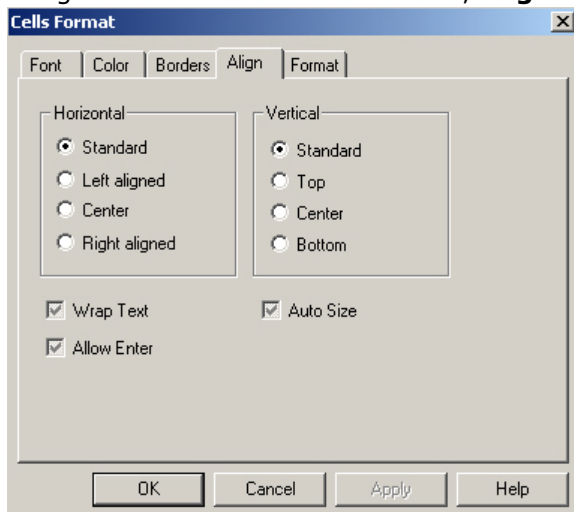 Cells Format
Font Color Borders Align Format
Horizontal Vertical
Standard Standard
Left aligned Top
Center Center
Right aligned Bottom
Wrap Text Auto Size
Allow Enter
OK Cancel Apply Help